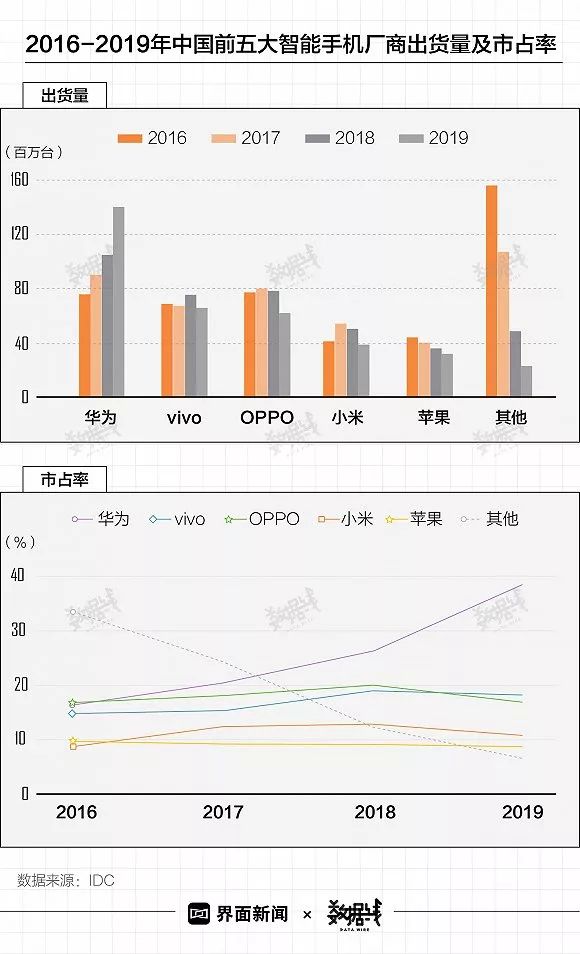 2016-2019年中国前五大智能手机厂商出货量及市占率
出货量
2016 2017 2018 2019
(百万台)
160
120
80
40
0
华为 vivo OPPO 小米 苹果 其他
市占率
华为 vivo OPPO 小米 苹果 其他
(%)
40
30
20
10
0
2016 2017 2018 2019
数据来源：IDC
界面新闻 × 数据线
DATA WIRE